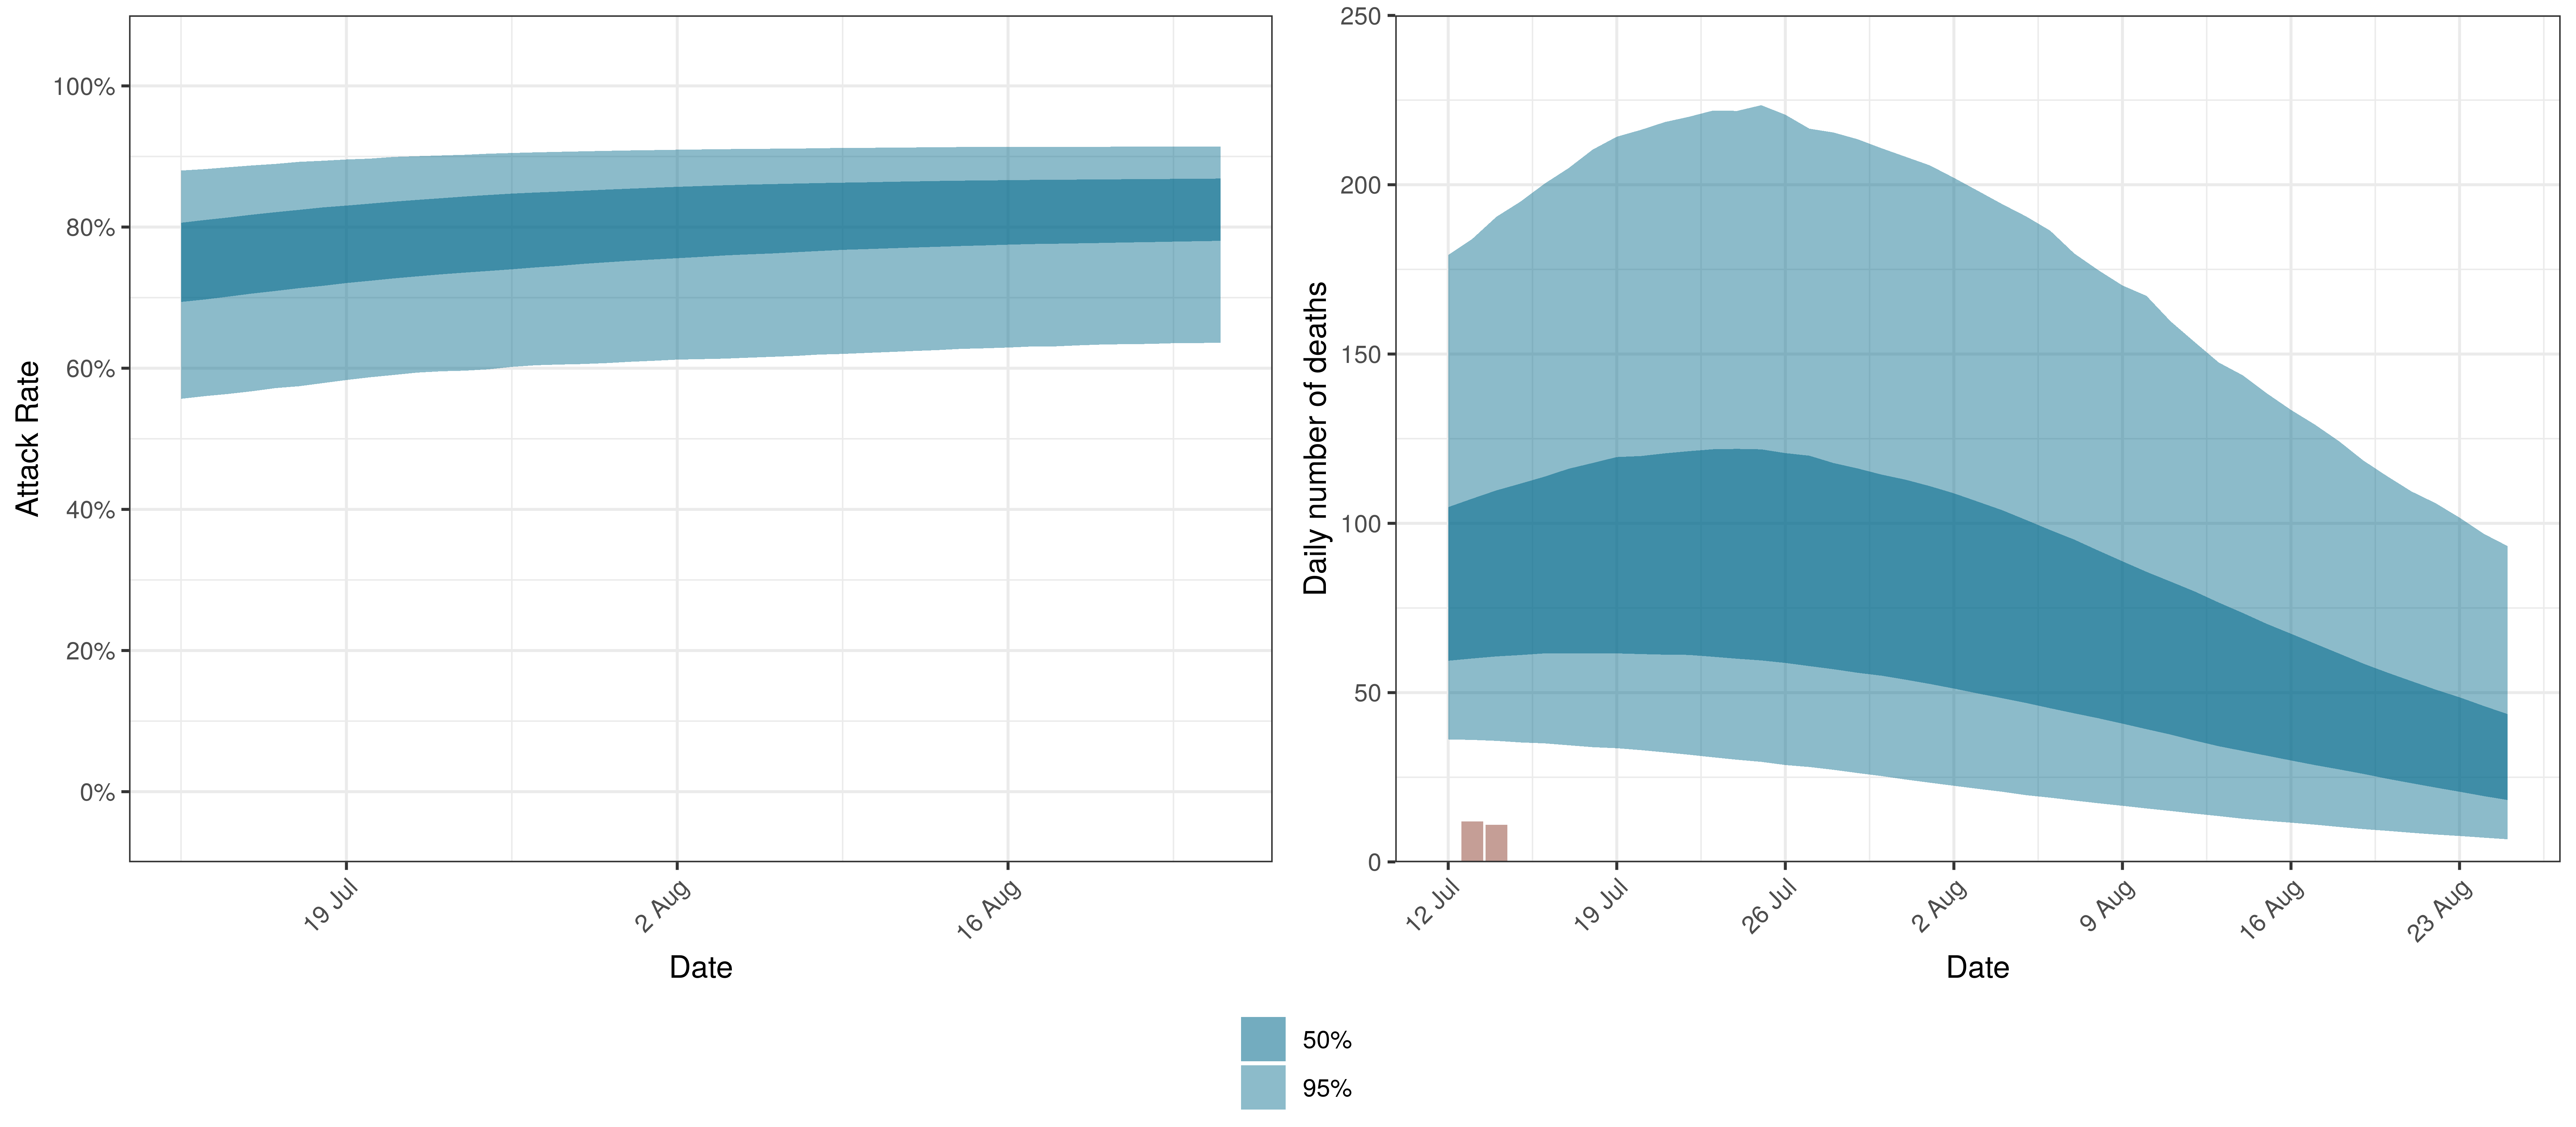 Attack Rate
100%
80%
60%
40%
20%
0%
19 Jul
2 Aug
16 Aug
Date
Daily number of deaths
250
200
150
100
50
0
12 Jul
19 Jul
26 Jul
2 Aug
9 Aug
16 Aug
23 Aug
Date
50%
95%